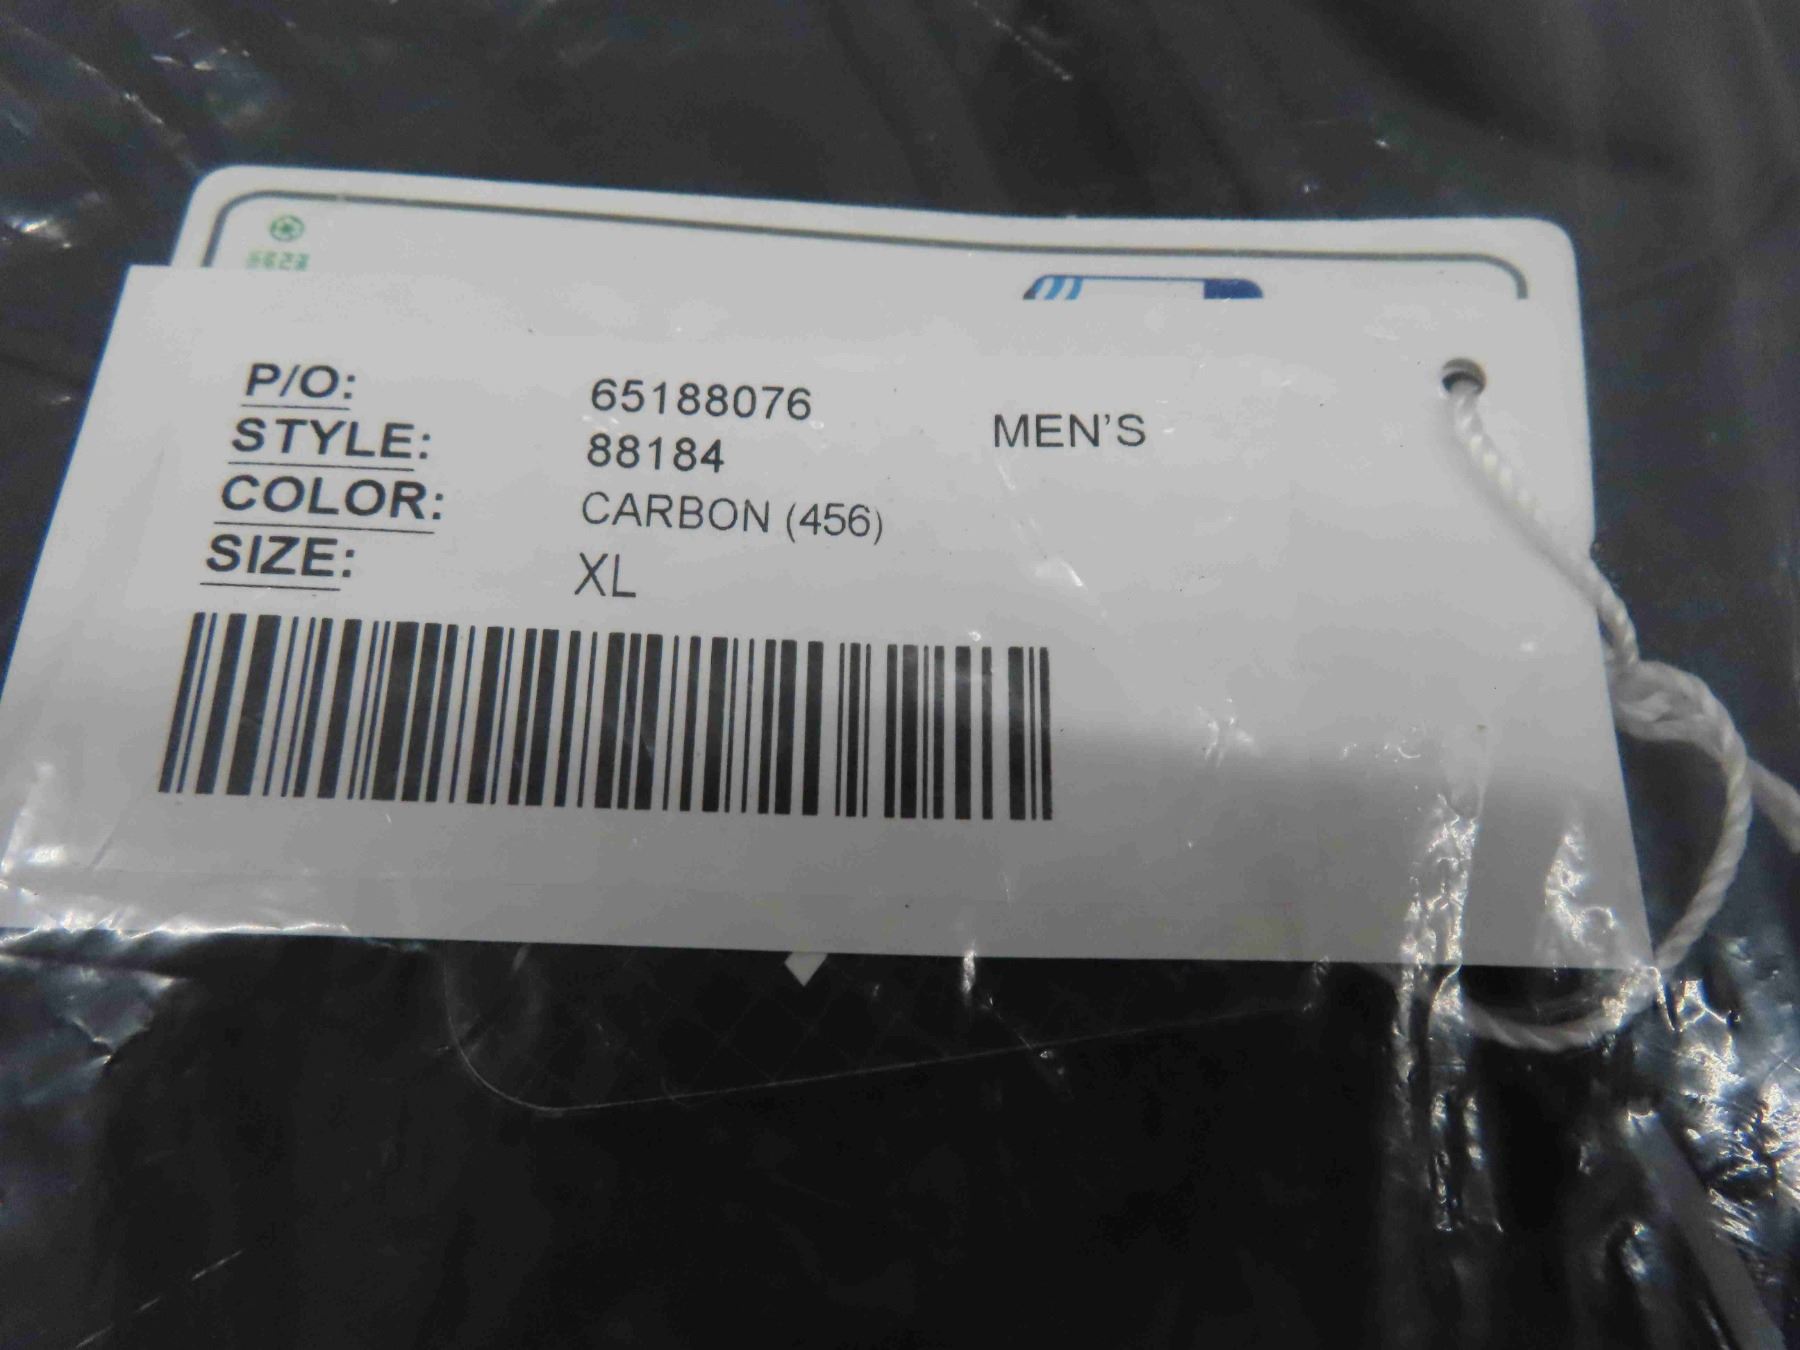 P/O: 65188076
STYLE: 88184 MEN'S
COLOR: CARBON (456)
SIZE: XL